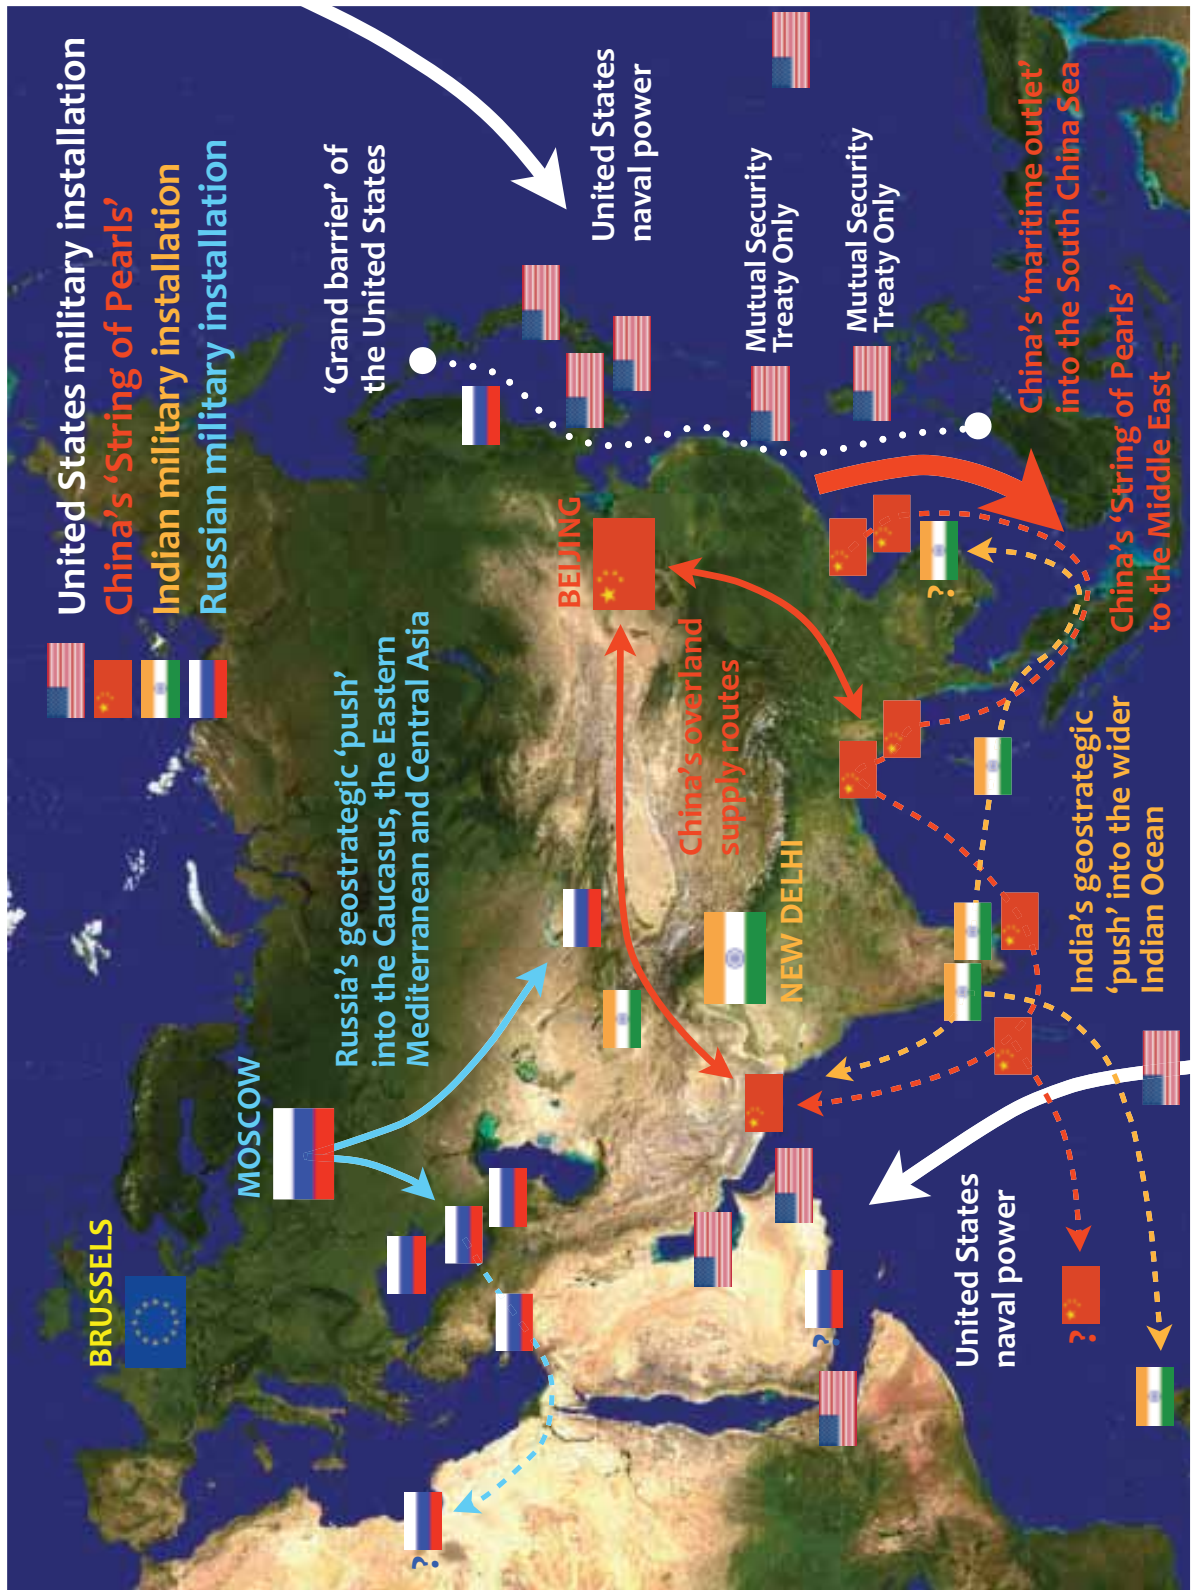 United States military installation
China's 'String of Pearls'
Indian military installation
Russian military installation
'Grand barrier' of
the United States
United States
naval power
Mutual Security
Treaty Only
Mutual Security
Treaty Only
China's 'maritime outlet'
into the South China Sea
China's 'String of Pearls'
to the Middle East
BEIJING
China's overland
supply routes
Russia's geostrategic 'push'
into the Caucasus, the Eastern
Mediterranean and Central Asia
MOSCOW
BRUSSELS
NEW DELHI
India's geostrategic
'push' into the wider
Indian Ocean
United States
naval power
?
?
?
?